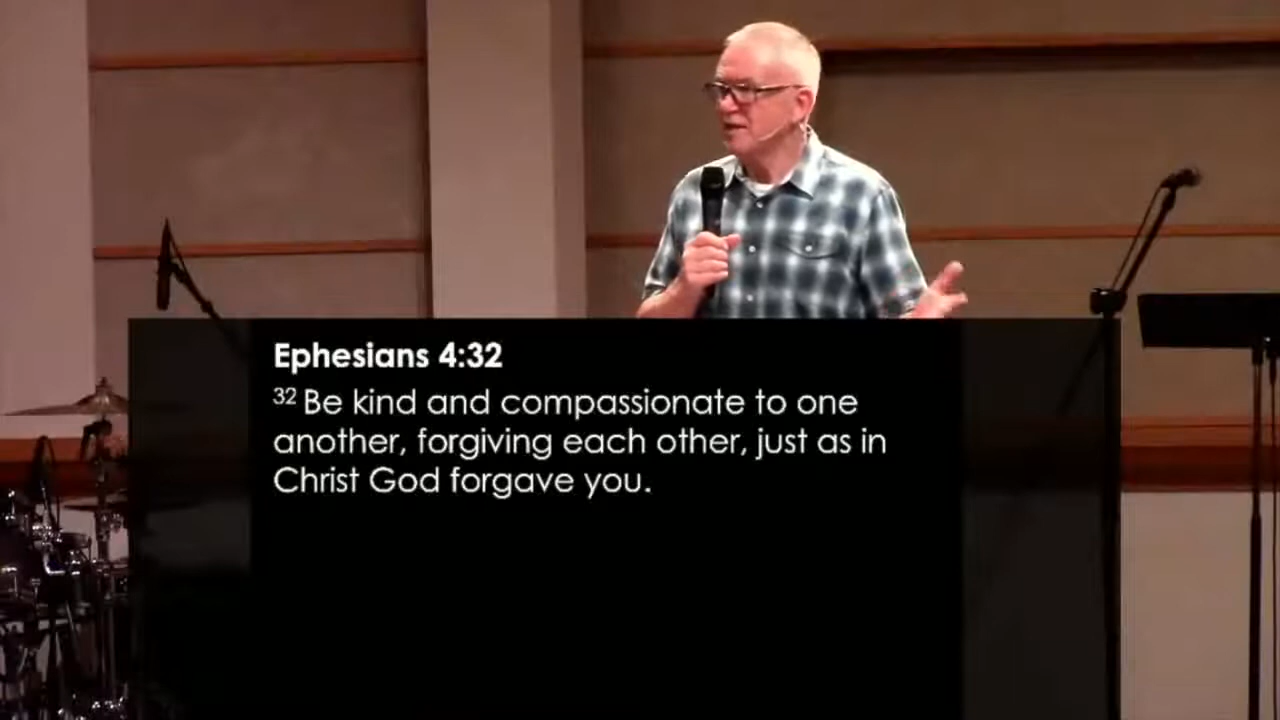 Ephesians 4:32
32 Be kind and compassionate to one
another, forgiving each other, just as in
Christ God forgave you.